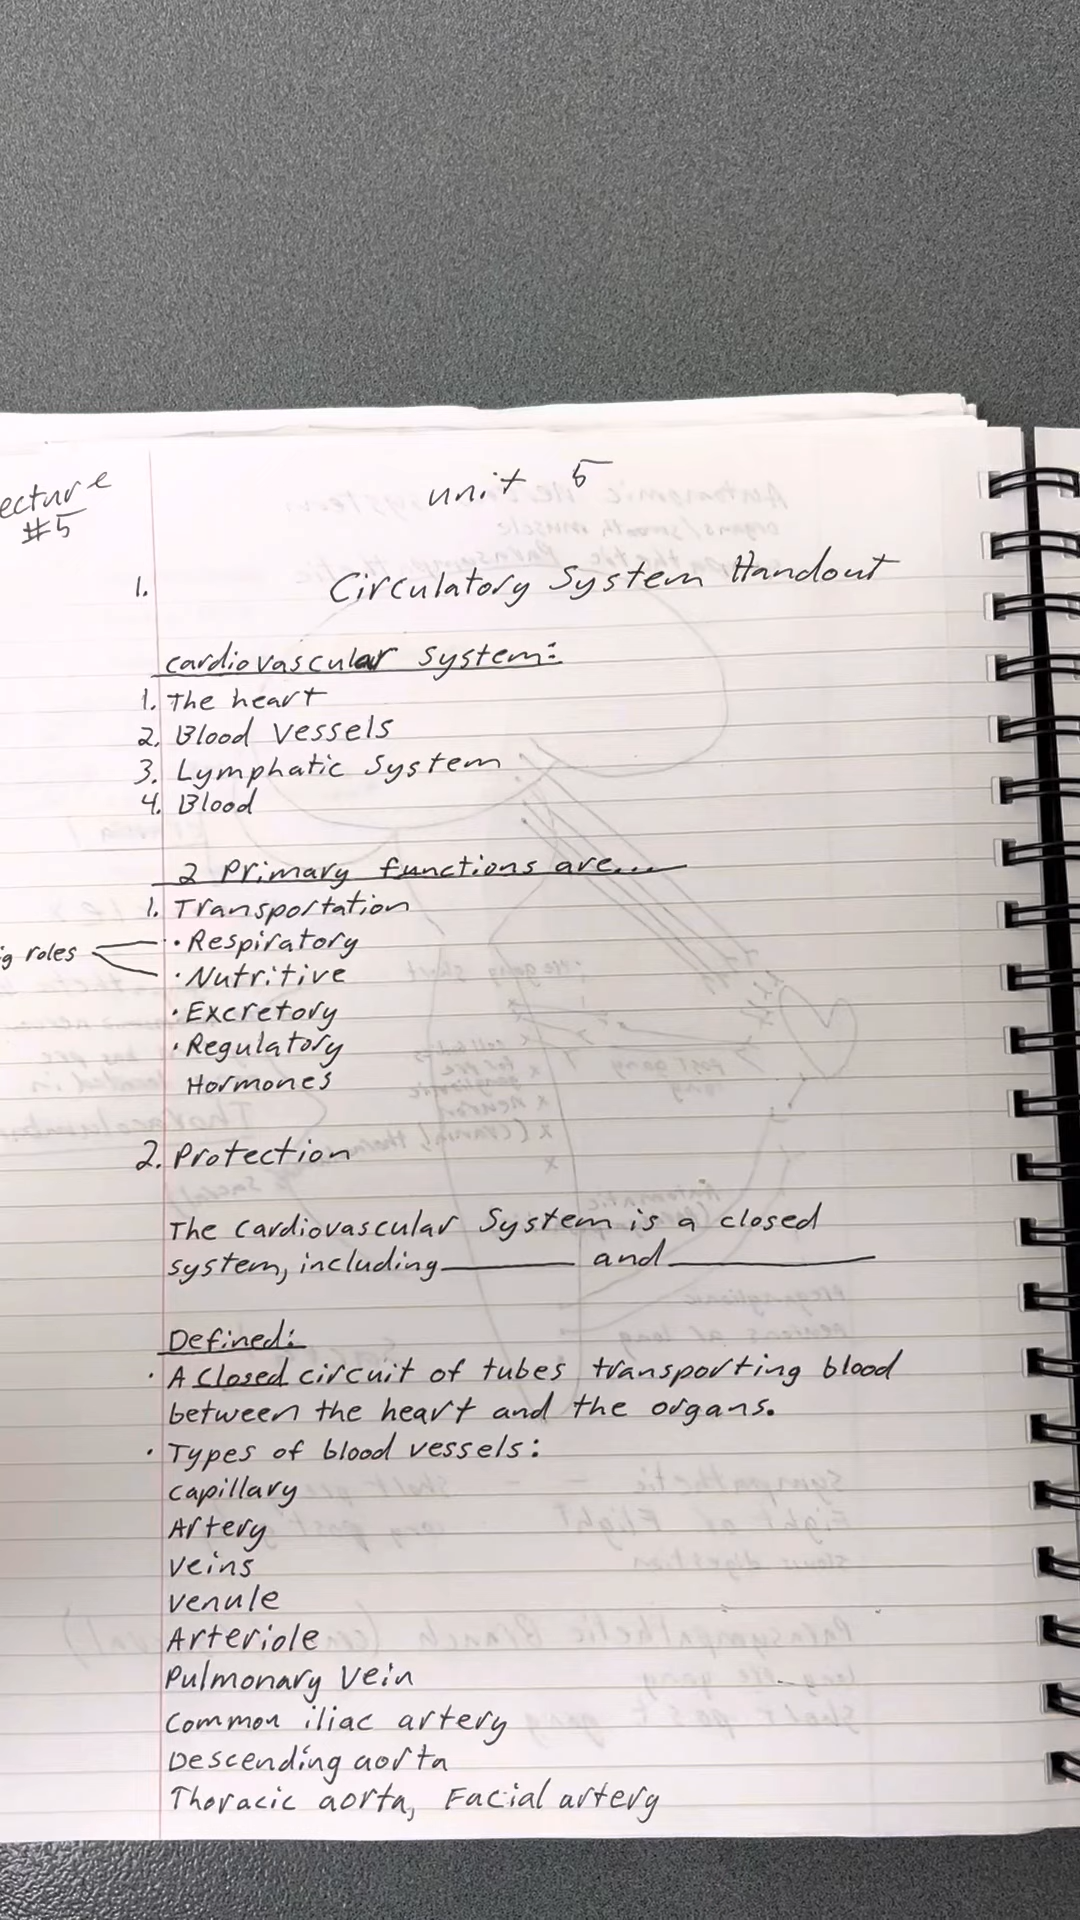 unit 5
#5
1. Circulatory System Handout
cardiovascular system:
1. The heart
2. Blood vessels
3. Lymphatic System
4. Blood
2 Primary functions are...
1. Transportation
roles • Respiratory
• Nutritive
• Excretory
• Regulatory
Hormones
2. Protection
The cardiovascular System is a closed
system, including ________ and ________
Defined:
• A closed circuit of tubes transporting blood
between the heart and the organs.
• Types of blood vessels:
capillary
Artery
veins
venule
Arteriole
Pulmonary Vein
Common iliac artery
Descending aorta
Thoracic aorta, Facial artery